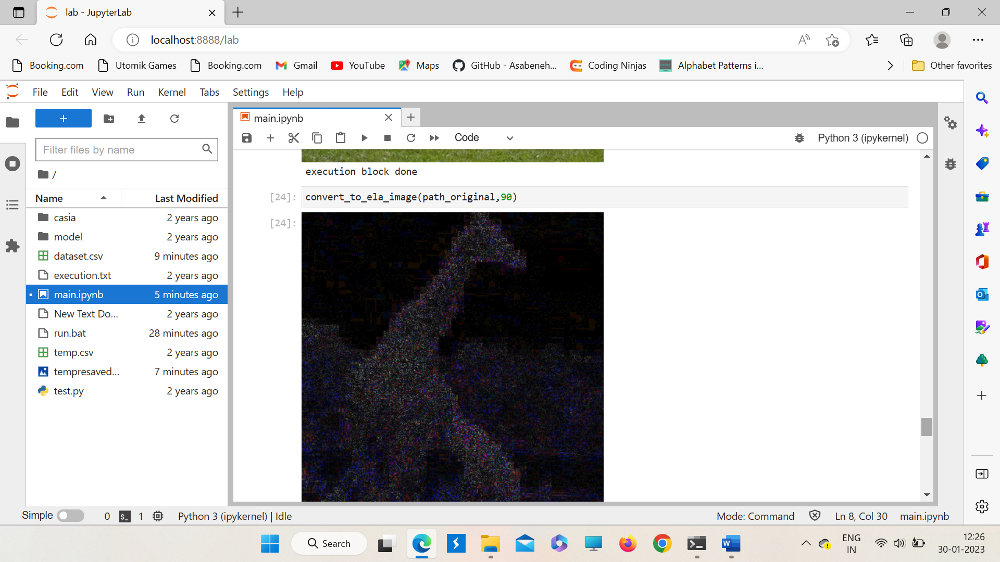 lab - JupyterLab
localhost:8888/lab
Booking.com Utomik Games Booking.com Gmail YouTube Maps GitHub - Asabeneh... Coding Ninjas Alphabet Patterns i... Other favorites
File Edit View Run Kernel Tabs Settings Help
main.ipynb
Code Python 3 (ipykernel)
Filter files by name
/
Name Last Modified
casia 2 years ago
model 2 years ago
dataset.csv 9 minutes ago
execution.txt 2 years ago
main.ipynb 5 minutes ago
New Text Do... 2 years ago
run.bat 28 minutes ago
temp.csv 2 years ago
tempresaved... 7 minutes ago
test.py 2 years ago
execution block done
[24]: convert_to_ela_image(path_original,90)
[24]:
Simple 0 $_ 1 Python 3 (ipykernel) | Idle Mode: Command Ln 8, Col 30 main.ipynb
Search
ENG
IN
12:26
30-01-2023